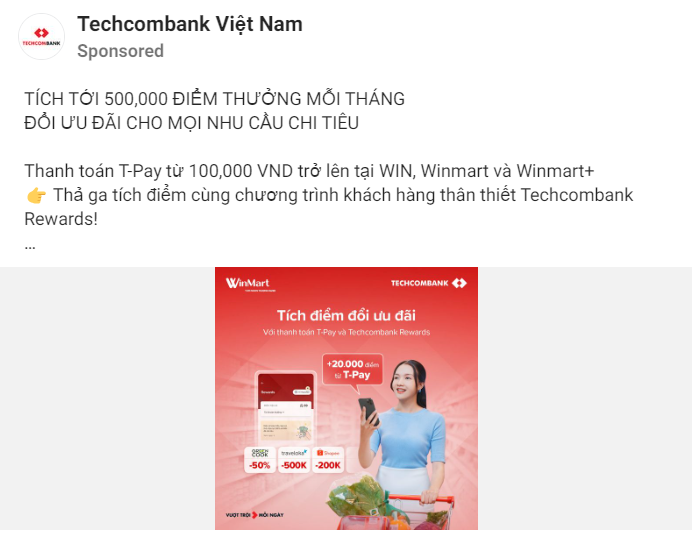 Techcombank Việt Nam
TECHCOMBANK
Sponsored
TÍCH TỚI 500,000 ĐIỂM THƯỞNG MỖI THÁNG
ĐỔI ƯU ĐÃI CHO MỌI NHU CẦU CHI TIÊU
Thanh toán T-Pay từ 100,000 VND trở lên tại WIN, Winmart và Winmart+
👉 Thả ga tích điểm cùng chương trình khách hàng thân thiết Techcombank
Rewards!
...
WinMart
TECHCOMBANK
Tích điểm đổi ưu đãi
Với thanh toán T-Pay và Techcombank Rewards
+20.000 điểm
từ T-Pay
Rewards
GREEN COOK
traveloka
Shopee
-50%
-500K
-200K
VƯỢT TRỘI MỖI NGÀY